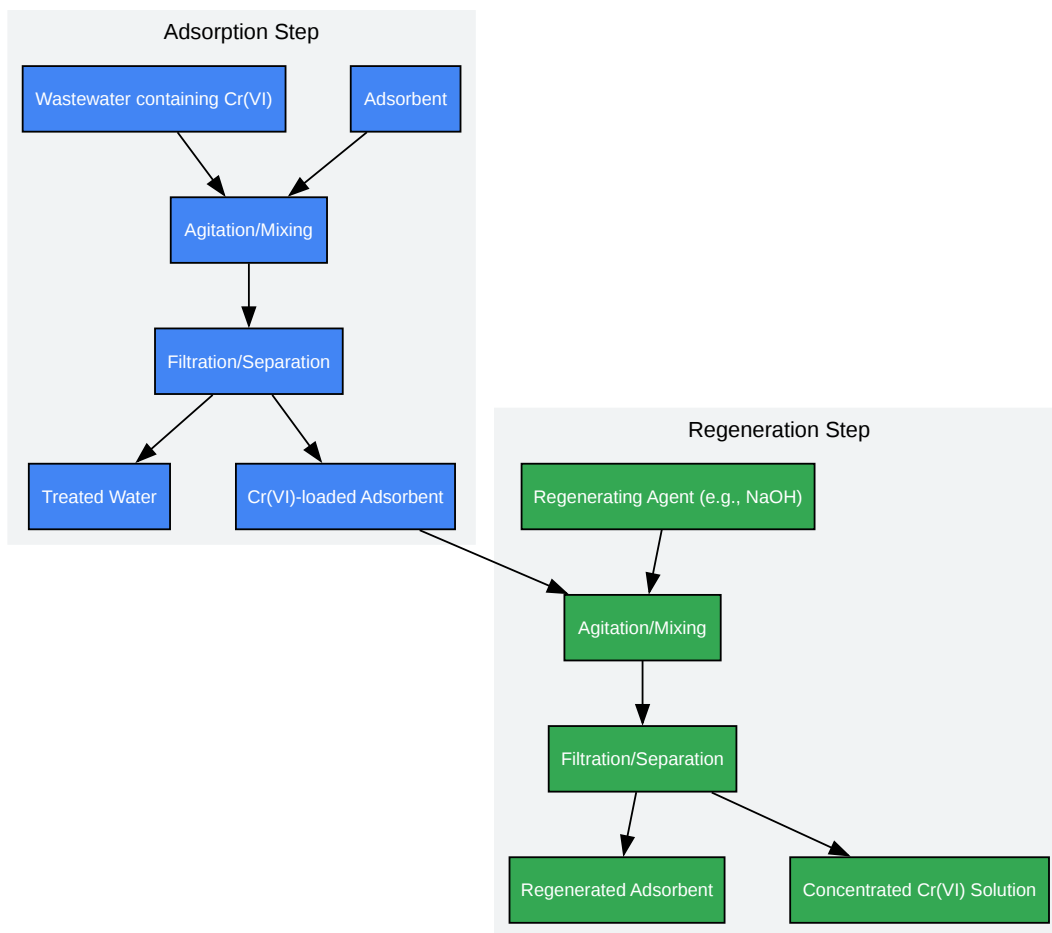 Adsorption Step
Wastewater containing Cr(VI)
Adsorbent
Agitation/Mixing
Filtration/Separation
Treated Water
Cr(VI)-loaded Adsorbent
Regeneration Step
Regenerating Agent (e.g., NaOH)
Agitation/Mixing
Filtration/Separation
Regenerated Adsorbent
Concentrated Cr(VI) Solution